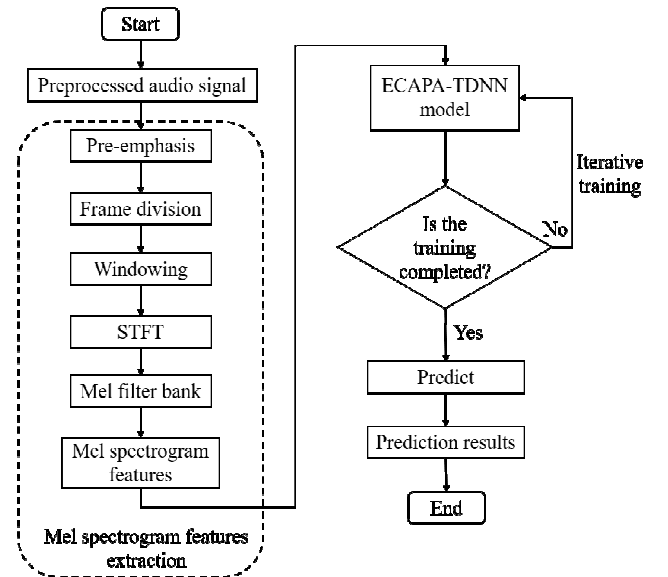 Start
Preprocessed audio signal
Pre-emphasis
Frame division
Windowing
STFT
Mel filter bank
Mel spectrogram
features
Mel spectrogram features
extraction
ECAPA-TDNN
model
Iterative
training
Is the
training
completed?
No
Yes
Predict
Prediction results
End